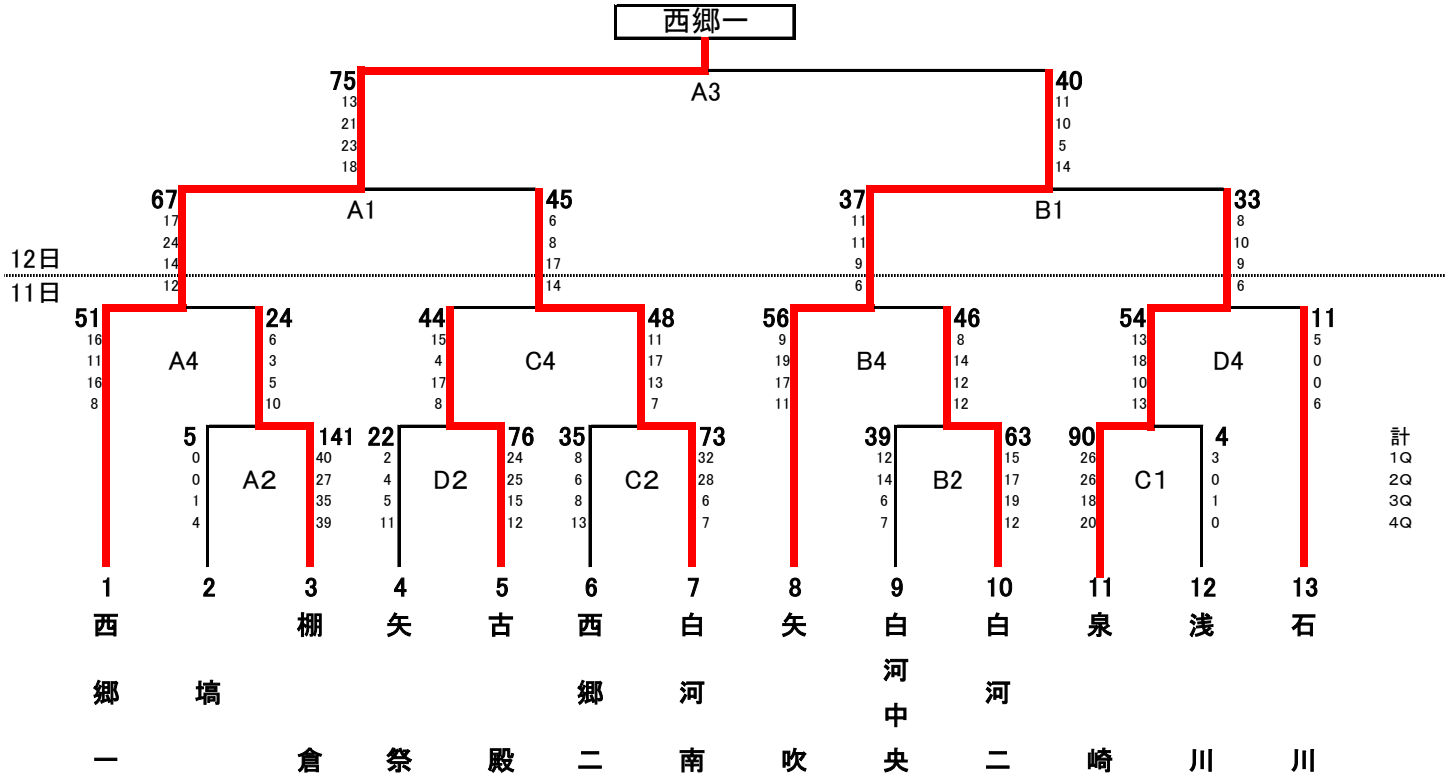 西郷一
75 40
A3
13 11
21 10
23 5
18 14
67 45 37 33
A1 B1
17 6 11 8
24 8 11 10
12日
14 17 9 9
12 14 6 6
11日
51 24 44 48 56 46 54 11
16 6 15 11 9 8 13 5
11 3 4 17 19 14 18 0
A4 C4 B4 D4
16 5 17 13 17 12 10 0
8 10 8 7 11 12 13 6
5 141 22 76 35 73 39 63 90 4 計
0 40 2 24 8 32 12 15 26 3 1Q
0 27 4 25 6 28 14 17 26 0 2Q
A2 D2 C2 B2 C1
1 35 5 15 8 6 6 19 18 1 3Q
4 39 11 12 13 7 7 12 20 0 4Q
1 2 3 4 5 6 7 8 9 10 11 12 13
西郷一
塙
棚倉
矢祭
古殿
西郷二
白河南
矢吹
白河中央
白河二
泉崎
浅川
石川